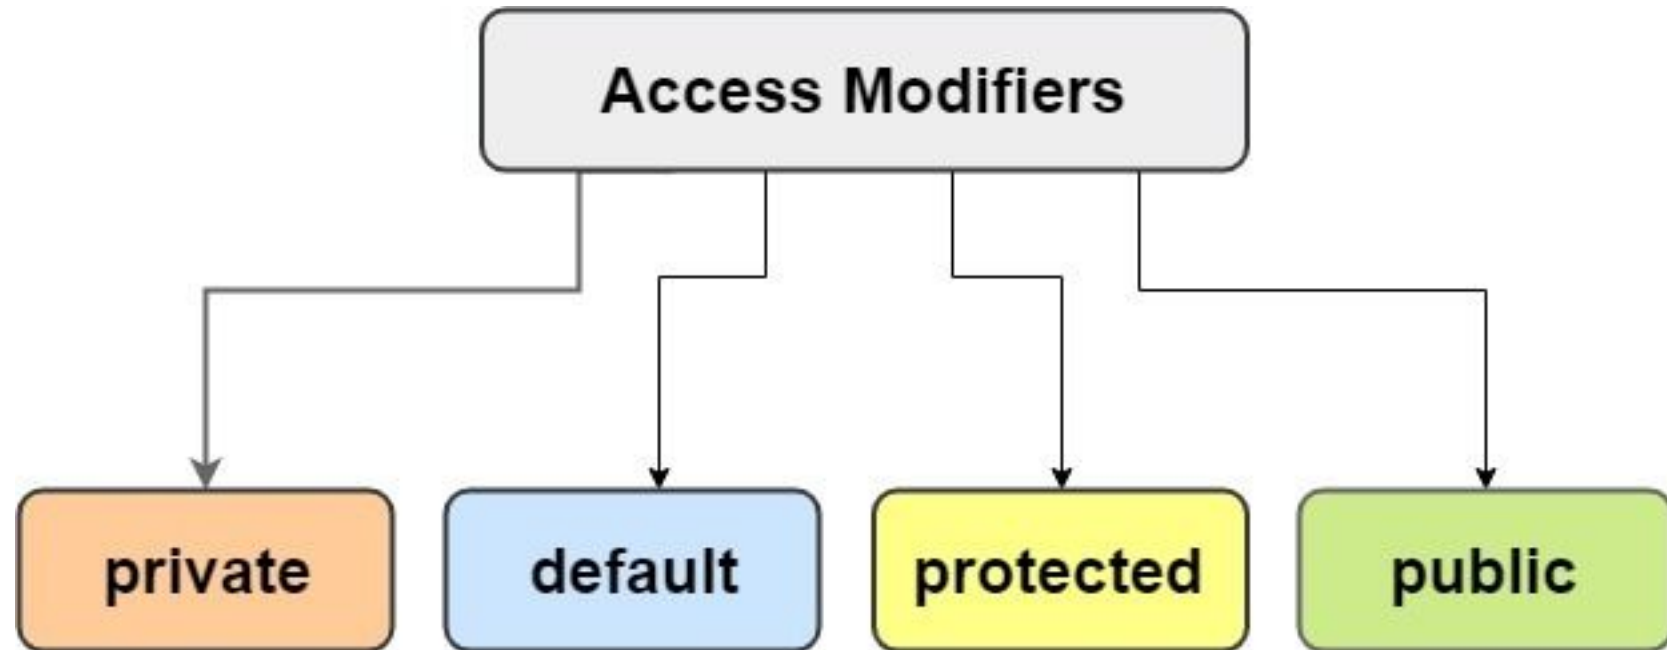 Access Modifiers
private
default
protected
public